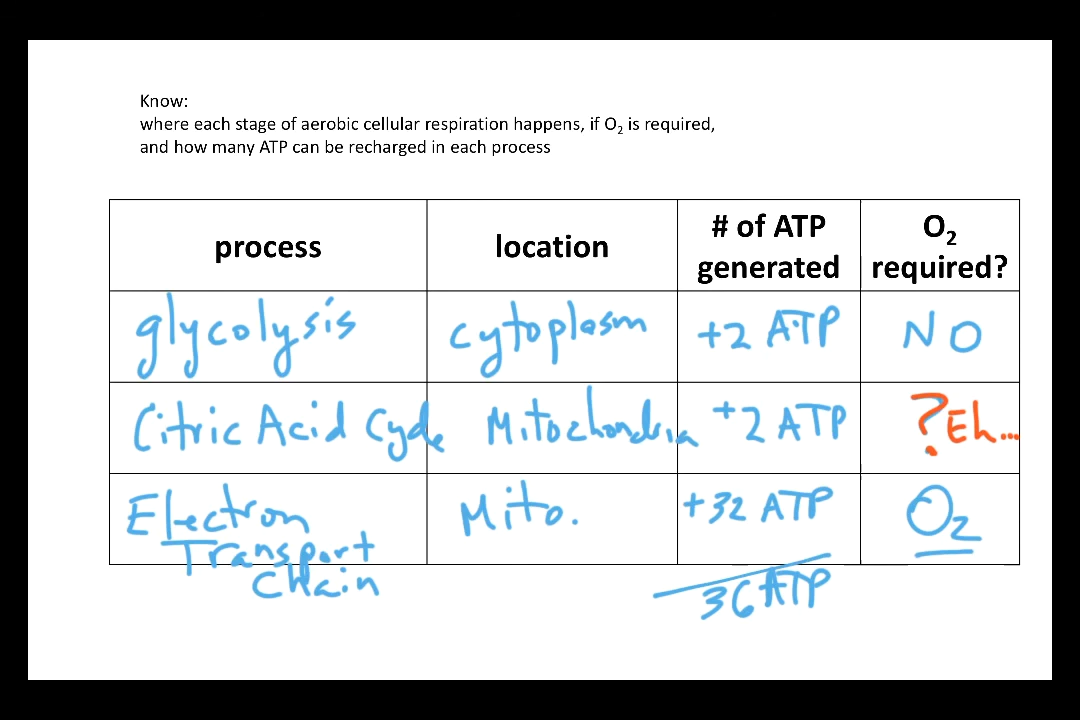 Know:
where each stage of aerobic cellular respiration happens, if O₂ is required,
and how many ATP can be recharged in each process
process
location
# of ATP
generated
O₂
required?
glycolysis
cytoplasm
+2 ATP
NO
Citric Acid Cycle
Mitochondria
+2 ATP
? Eh...
Electron
Transport
Chain
Mito.
+32 ATP
O₂
36 ATP